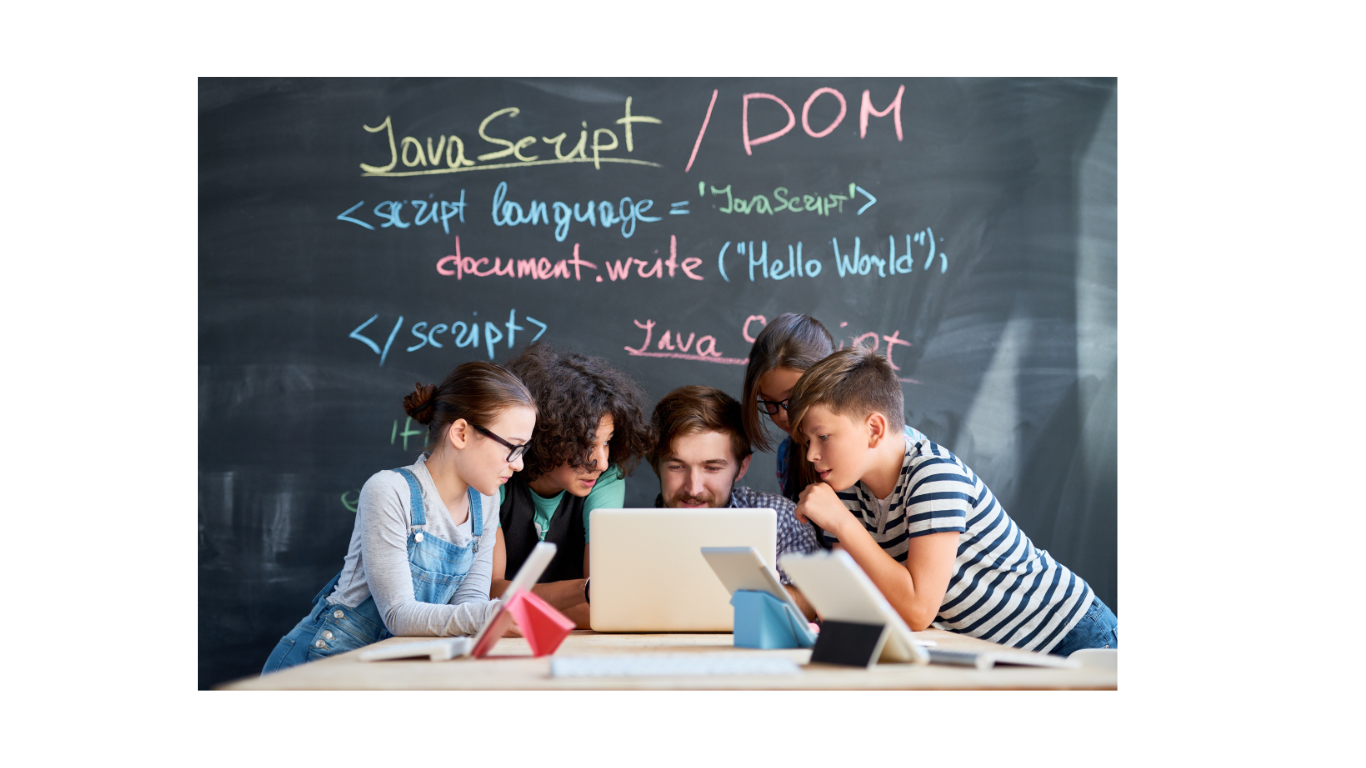 JavaScript / DOM
<script language = 'JavaScript'>
document.write ("Hello World");
</script>
Java